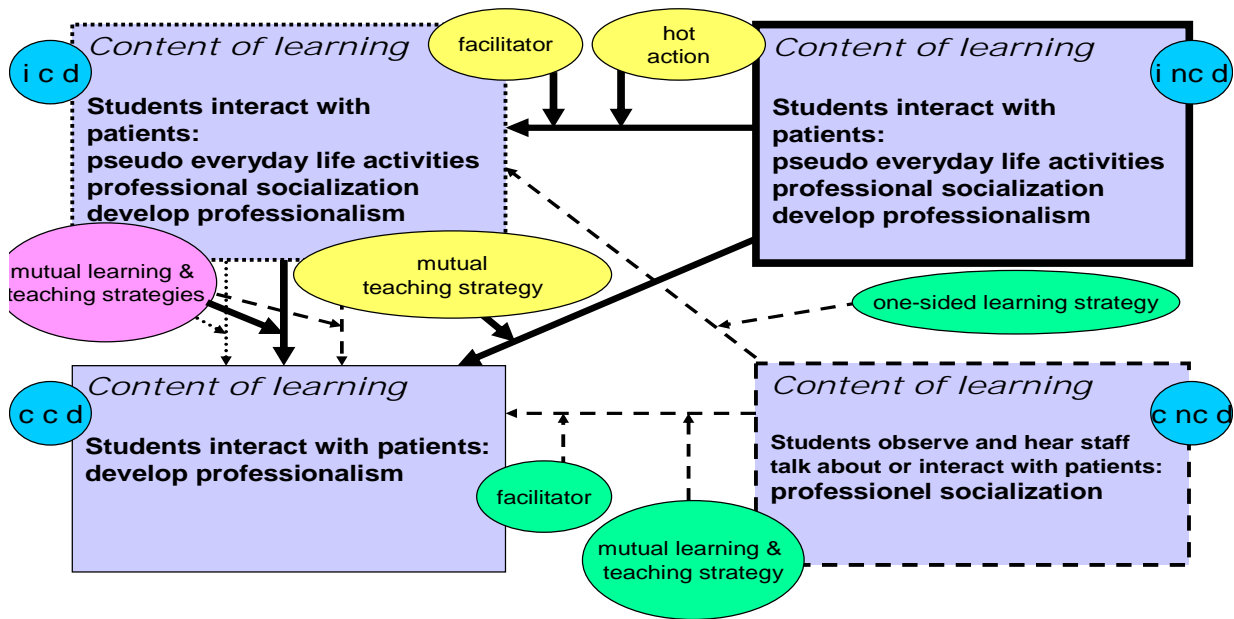 Content of learning
i c d
Students interact with
patients:
pseudo everyday life activities
professional socialization
develop professionalism
facilitator
hot
action
Content of learning
i nc d
Students interact with
patients:
pseudo everyday life activities
professional socialization
develop professionalism
mutual learning &
teaching strategies
mutual
teaching strategy
one-sided learning strategy
Content of learning
c c d
Students interact with patients:
develop professionalism
facilitator
mutual learning &
teaching strategy
Content of learning
c nc d
Students observe and hear staff
talk about or interact with patients:
professionel socialization